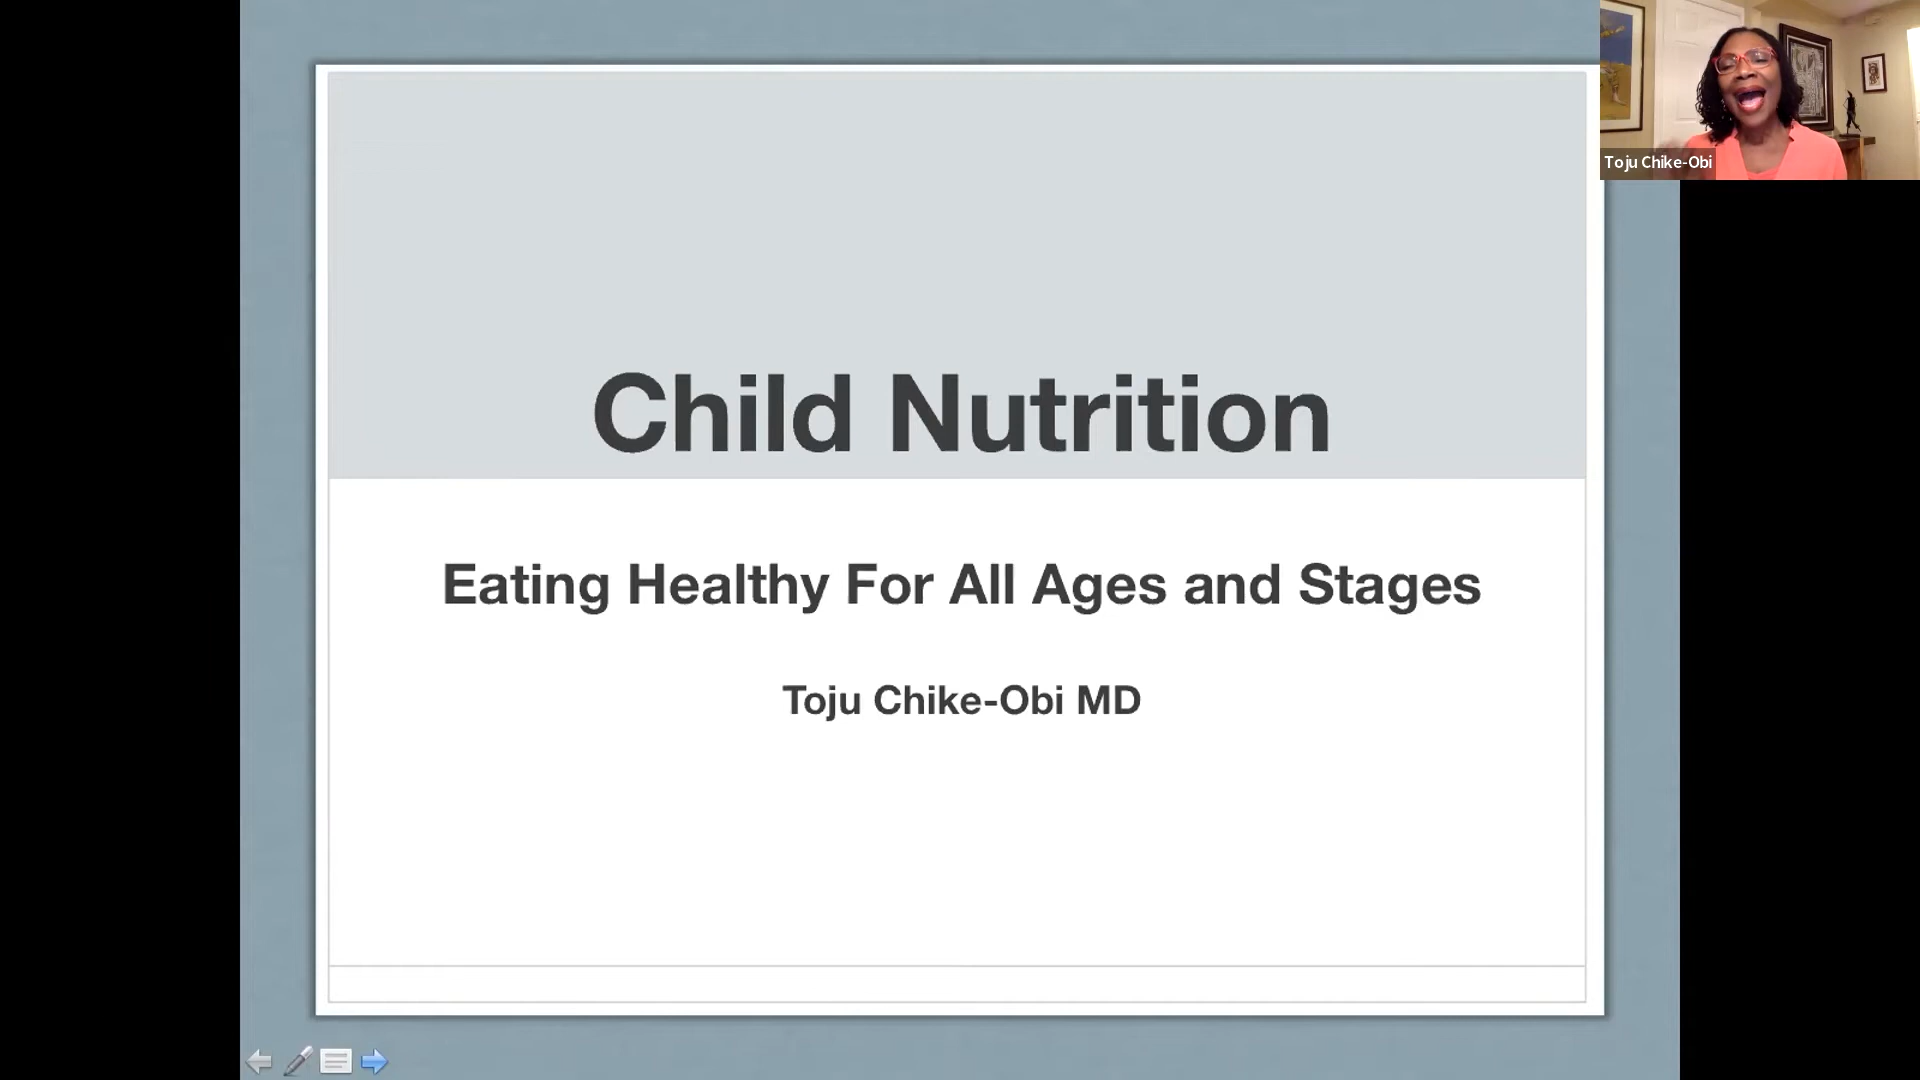 Child Nutrition
Eating Healthy For All Ages and Stages
Toju Chike-Obi MD
Toju Chike-Obi